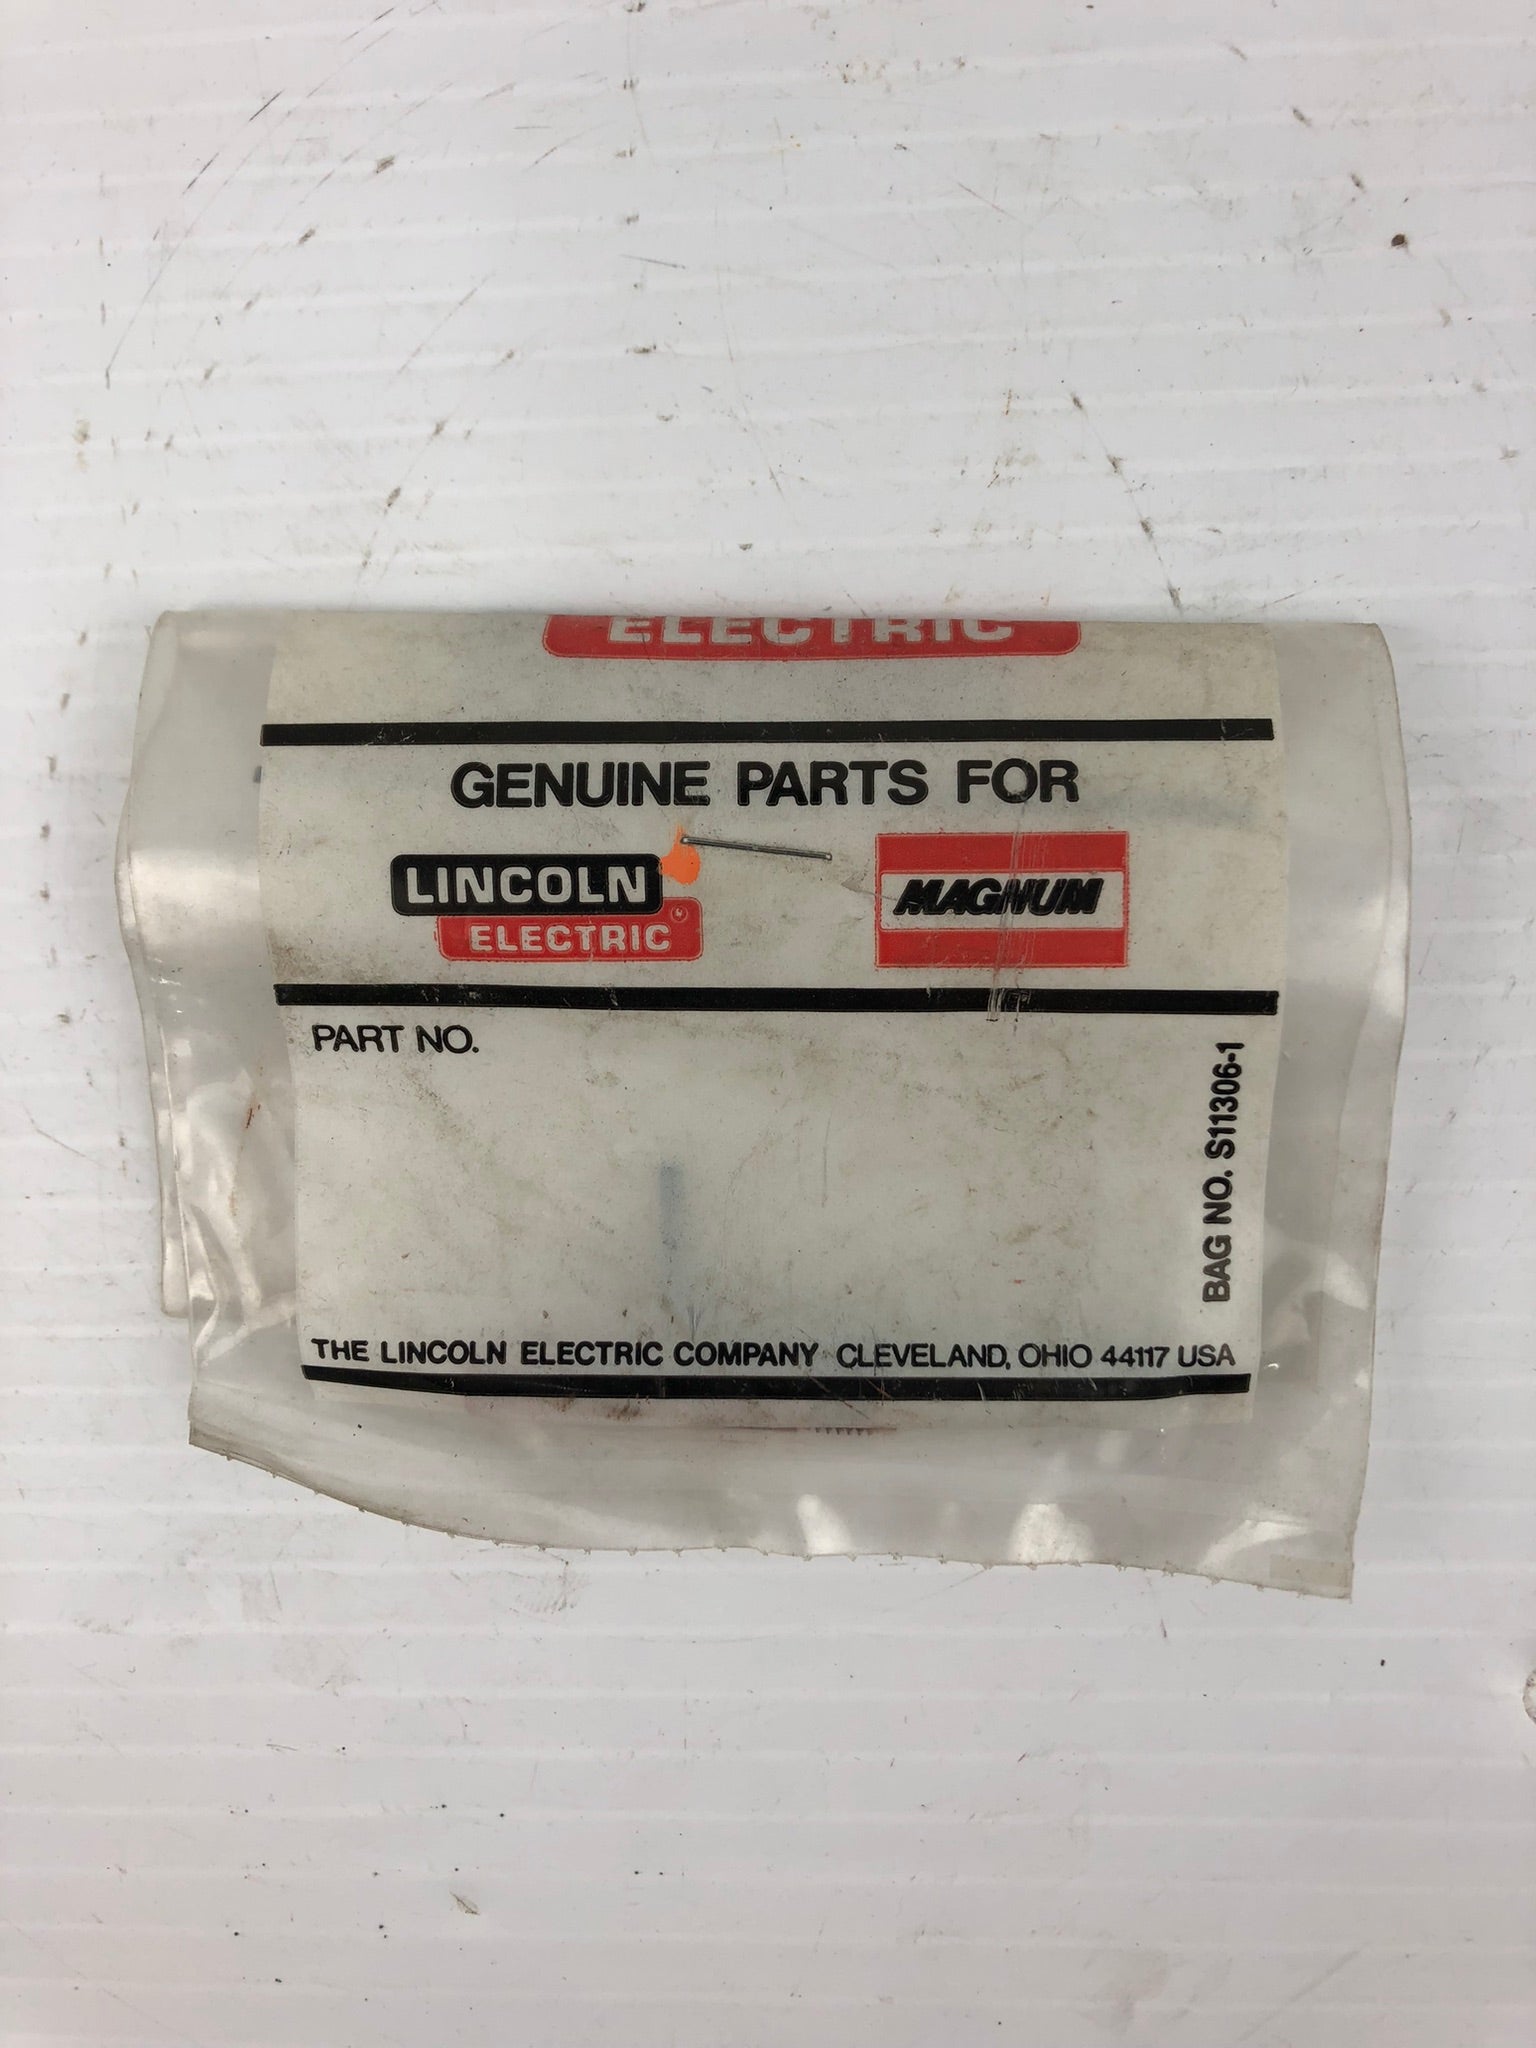 ELECTRIC
GENUINE PARTS FOR
LINCOLN
ELECTRIC ®
MAGNUM
PART NO.
BAG NO. S11306-1
THE LINCOLN ELECTRIC COMPANY CLEVELAND, OHIO 44117 USA